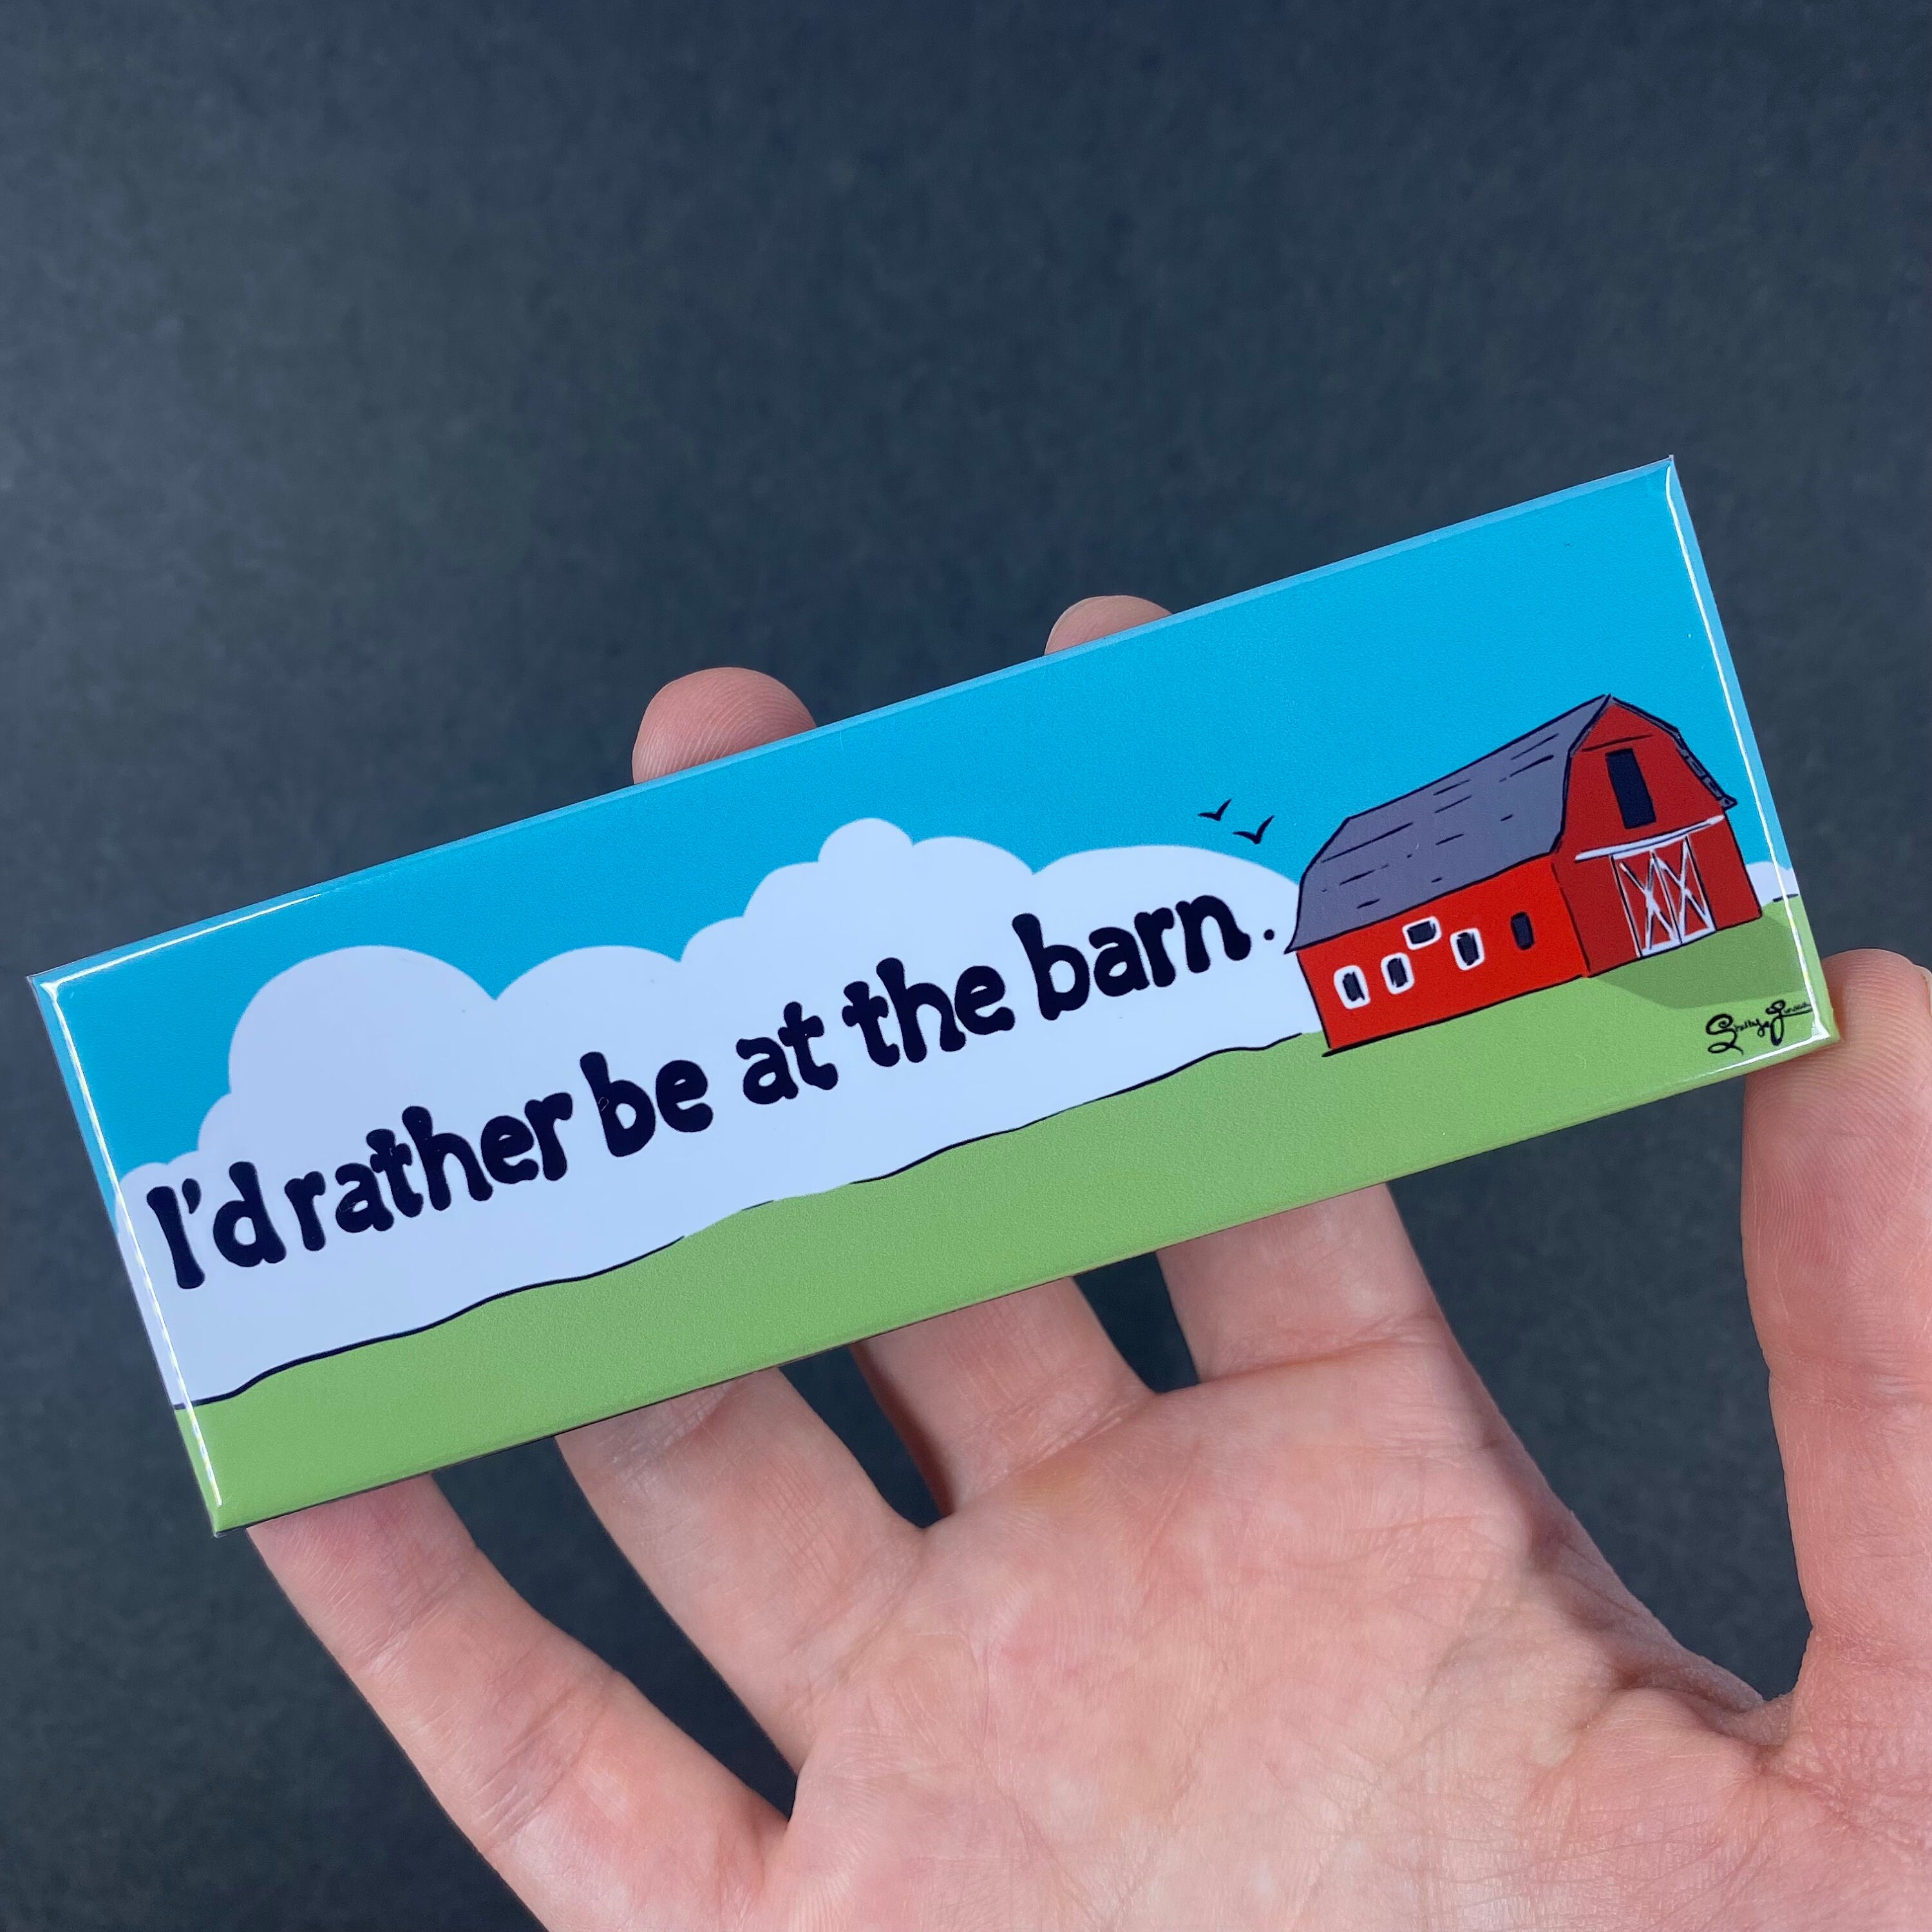 I'd rather be at the barn.